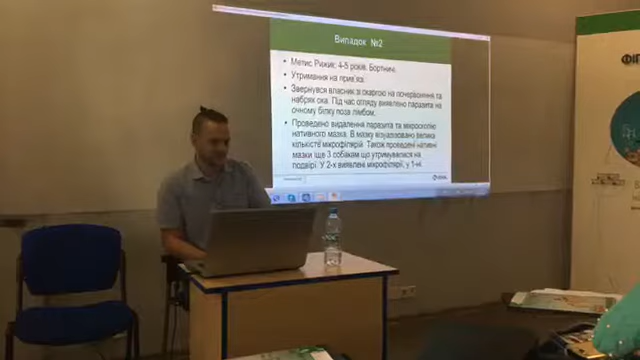 Випадок №2
• Метис Рижик, 4-5 років. Бортничі.
• Утримання на прив'язі.
• Звернувся власник зі скаргою на почервоніння та
набряк ока. Під час огляду виявлено паразита на
очному білку поза лімбом.
• Проведено видалення паразита та мікроскопію
нативного мазка. В мазку візуалізовано велика
кількість мікрофілярій. Також проведені нативні
мазки ще 3 собакам що утримувалися на
подвірї. У 2-х виявлені мікрофілярії, у 1-ні.